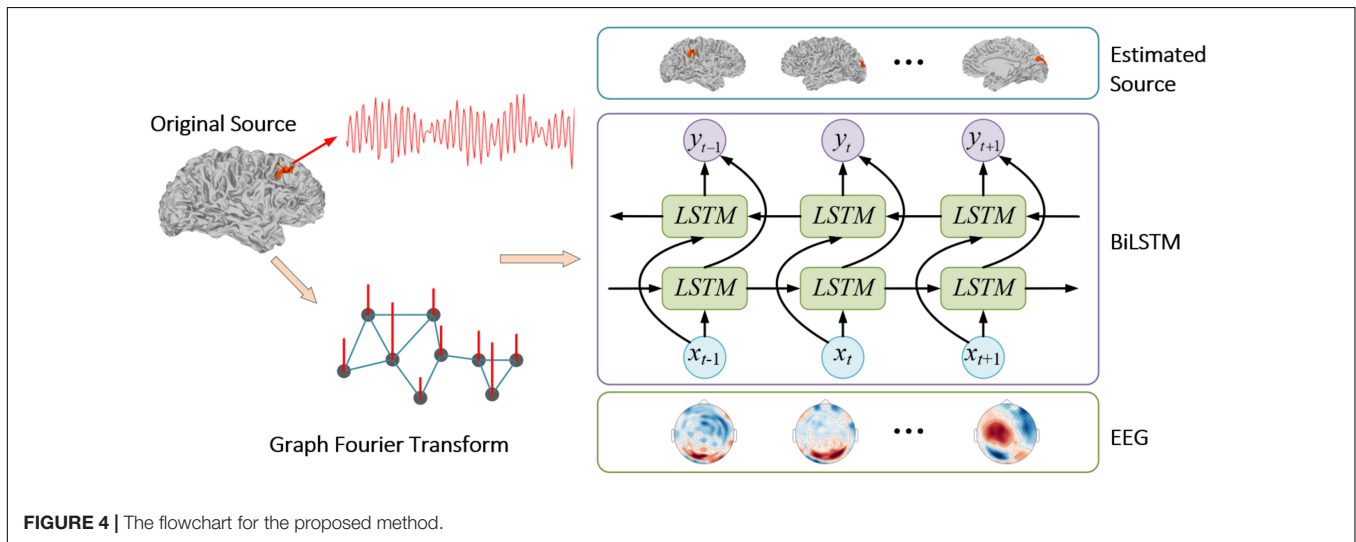 Original Source
Graph Fourier Transform
Estimated
Source
y_{t-1}
y_t
y_{t+1}
LSTM
LSTM
LSTM
BiLSTM
LSTM
LSTM
LSTM
x_{t-1}
x_t
x_{t+1}
EEG
FIGURE 4 | The flowchart for the proposed method.